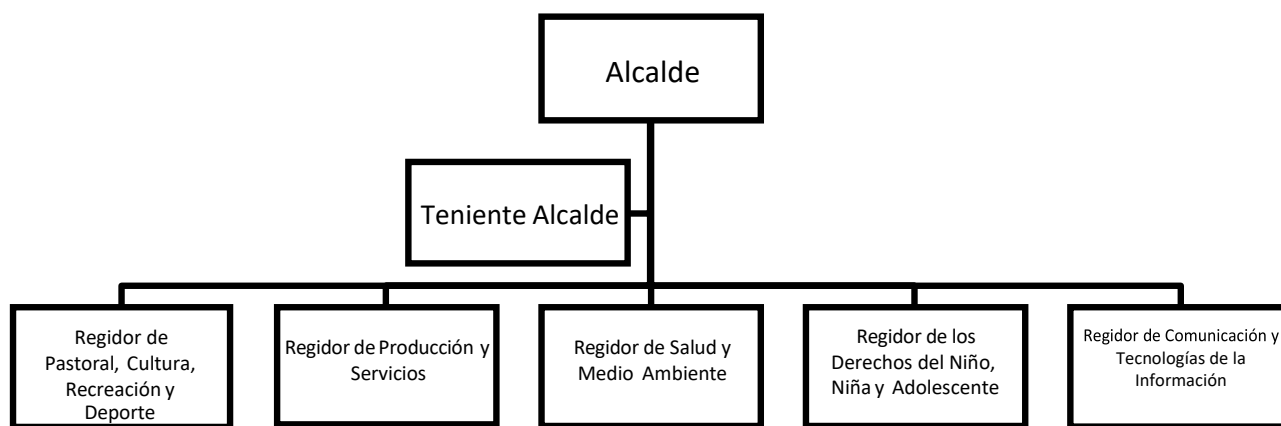 Alcalde
Teniente Alcalde
Regidor de
Pastoral, Cultura,
Recreación y
Deporte
Regidor de Producción y
Servicios
Regidor de Salud y
Medio Ambiente
Regidor de los
Derechos del Niño,
Niña y Adolescente
Regidor de Comunicación y
Tecnologías de la
Información